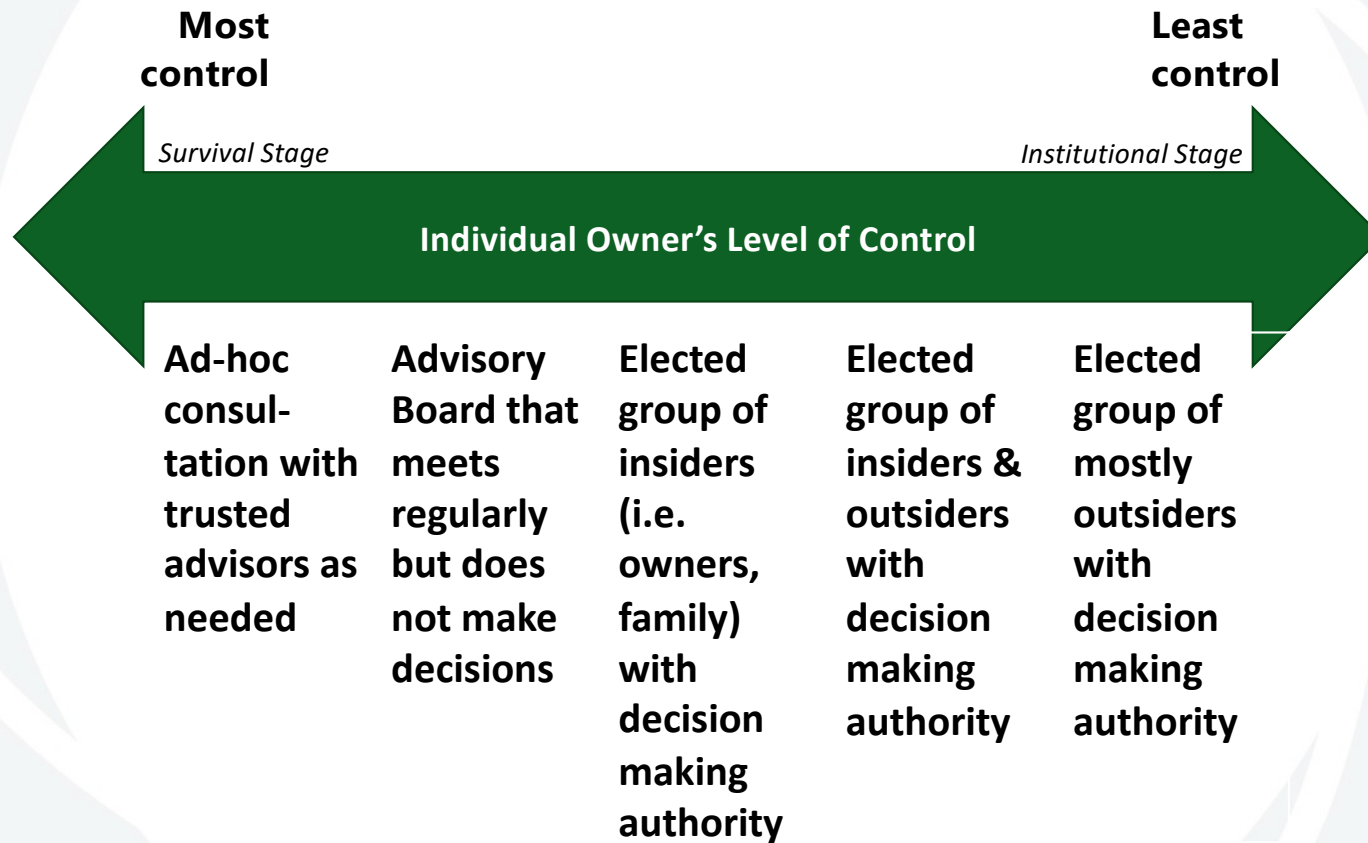 Most
control
Least
control
Survival Stage
Institutional Stage
Individual Owner’s Level of Control
Ad-hoc
consul-
tation with
trusted
advisors as
needed
Advisory
Board that
meets
regularly
but does
not make
decisions
Elected
group of
insiders
(i.e.
owners,
family)
with
decision
making
authority
Elected
group of
insiders &
outsiders
with
decision
making
authority
Elected
group of
mostly
outsiders
with
decision
making
authority